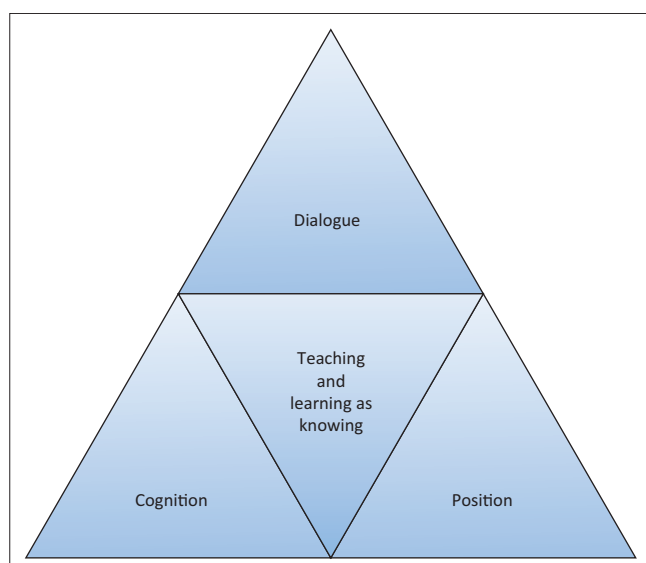 Dialogue
Teaching
and
learning as
knowing
Cognition
Position